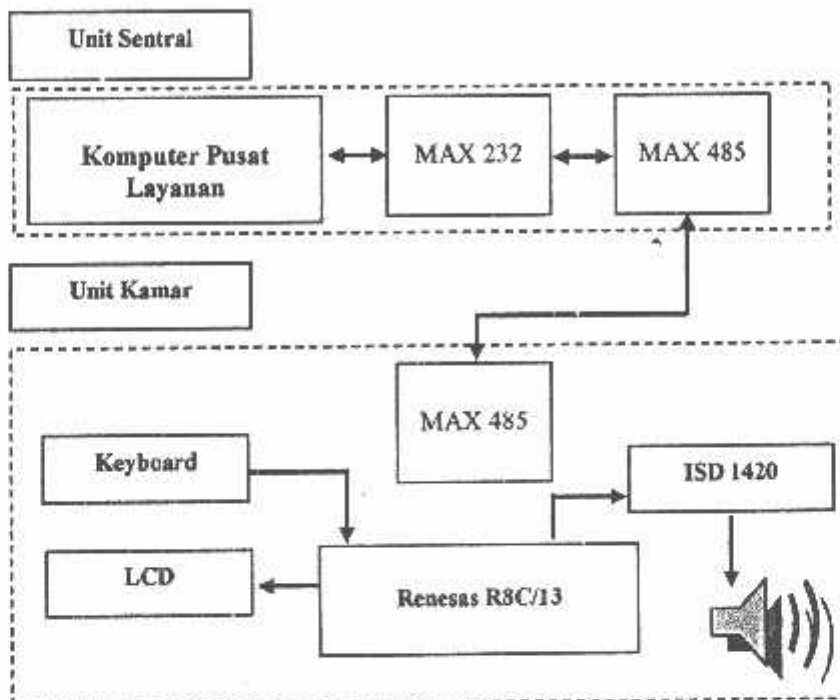 Unit Sentral
Komputer Pusat
Layanan
MAX 232
MAX 485
Unit Kamar
MAX 485
Keyboard
ISD 1420
LCD
Renesas R8C/13